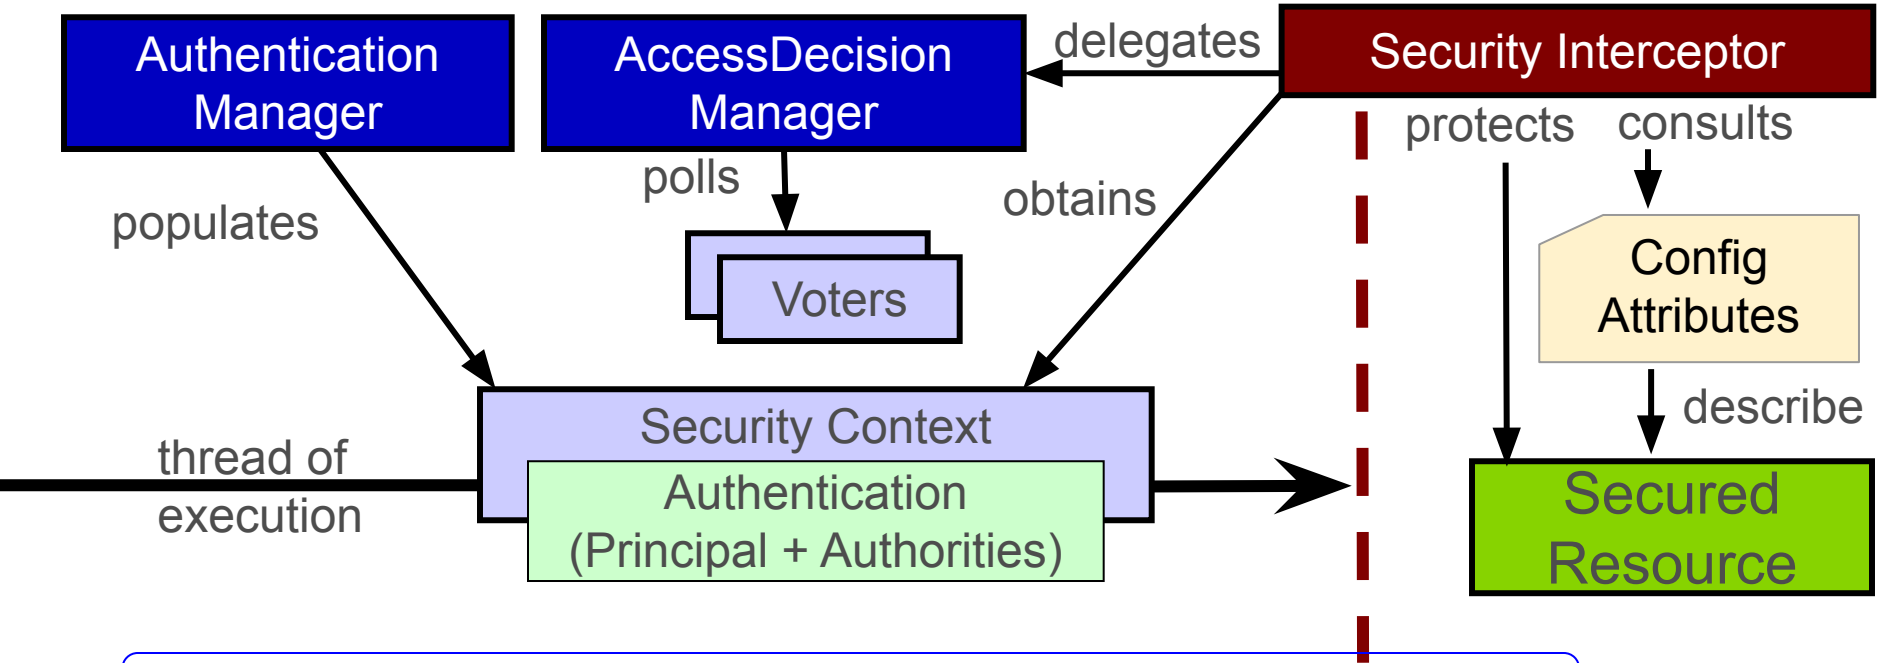 Authentication
Manager
AccessDecision
Manager
delegates
Security Interceptor
protects
consults
polls
obtains
populates
Voters
Config
Attributes
describe
Security Context
thread of
execution
Authentication
(Principal + Authorities)
Secured
Resource